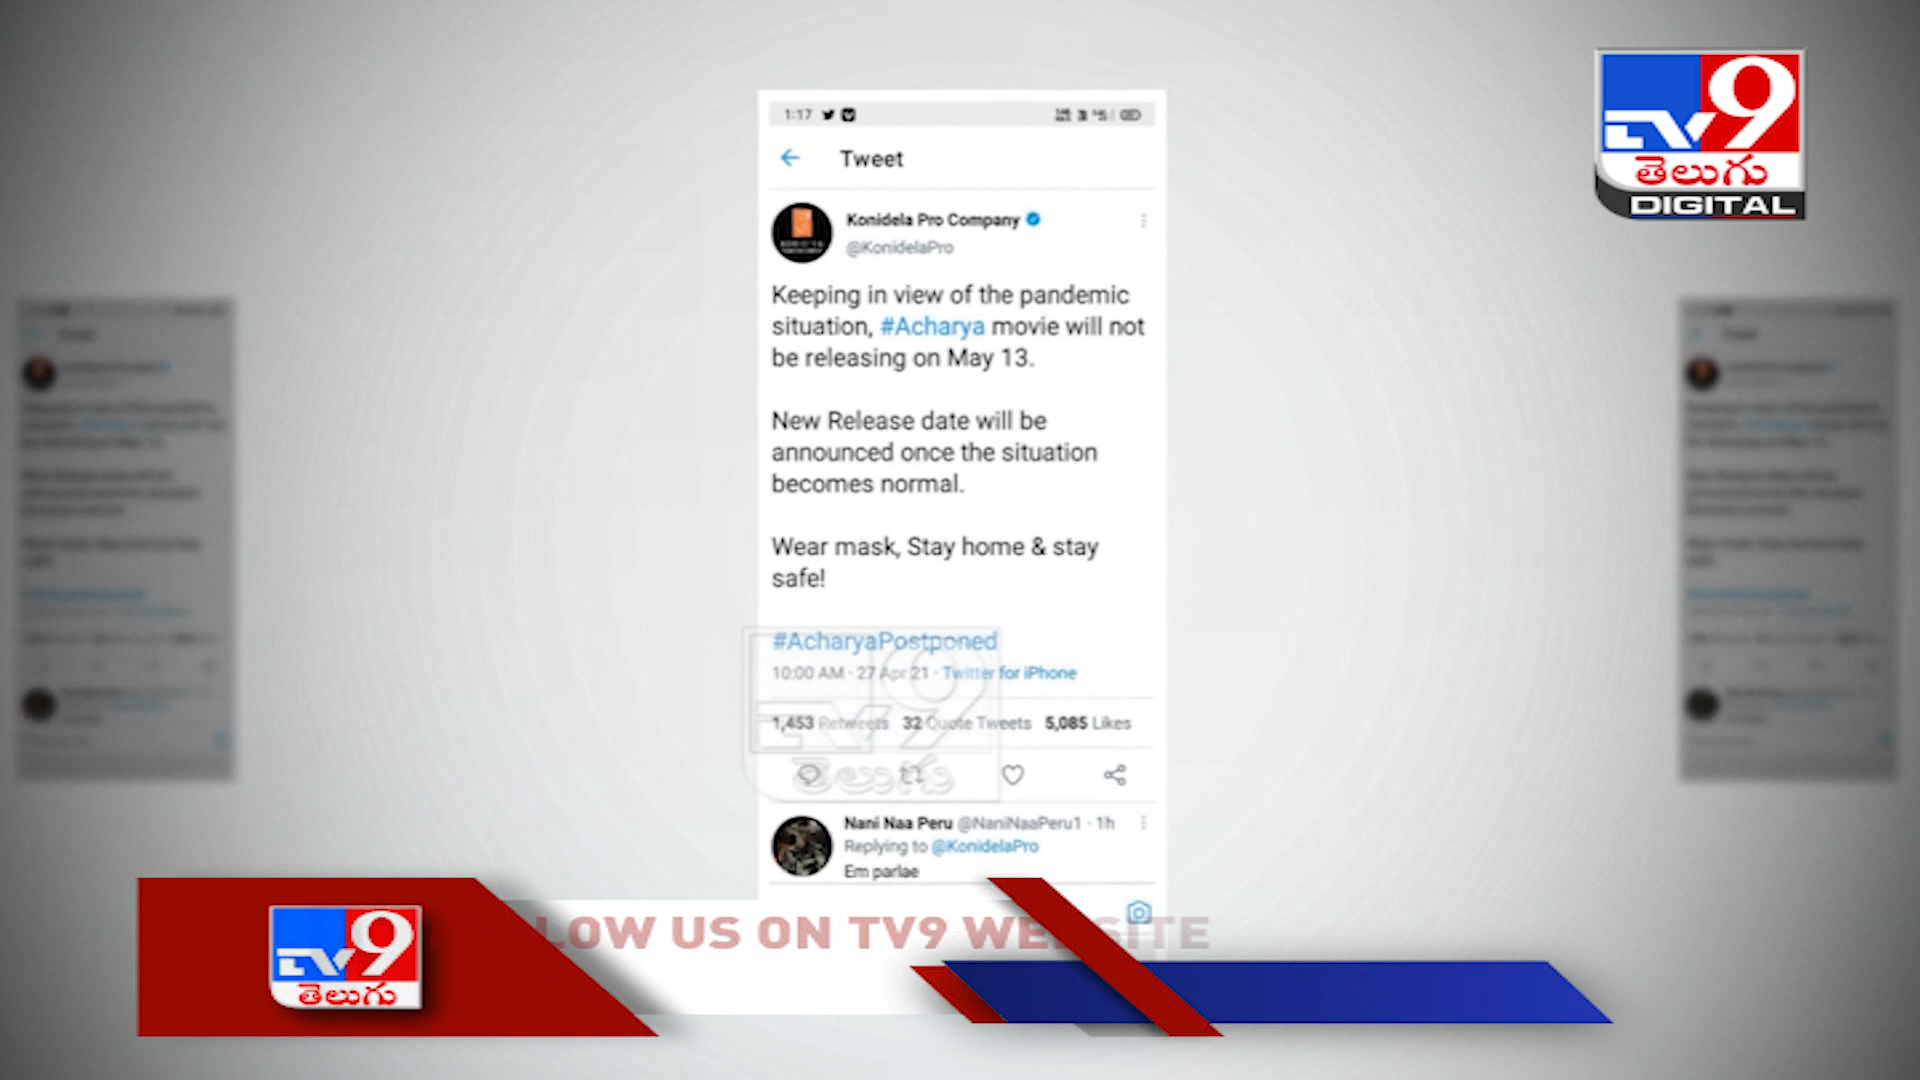 TV9
తెలుగు
DIGITAL
1:17
Tweet
Konidela Pro Company
@KonidelaPro
Keeping in view of the pandemic
situation, #Acharya movie will not
be releasing on May 13.
New Release date will be
announced once the situation
becomes normal.
Wear mask, Stay home & stay
safe!
#AcharyaPostponed
10:00 AM · 27 Apr 21 · Twitter for iPhone
1,453 Retweets 32 Quote Tweets 5,085 Likes
TV9
తెలుగు
Nani Naa Peru @NaniNaaPeru1 · 1h
Replying to @KonidelaPro
Em parlae
LOW US ON TV9 WEBSITE
TV9
తెలుగు